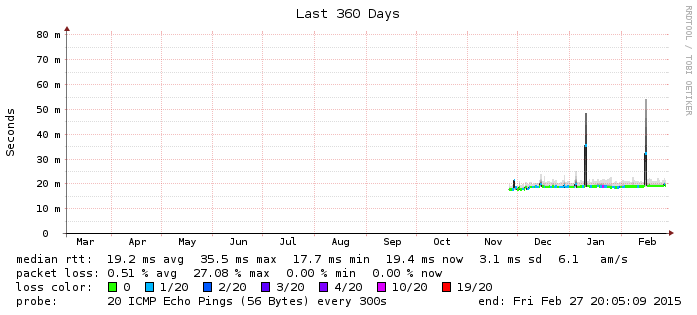 Last 360 Days
RRDTOOL / TOBI OETIKER
Seconds
80 m
70 m
60 m
50 m
40 m
30 m
20 m
10 m
0
Mar Apr May Jun Jul Aug Sep Oct Nov Dec Jan Feb
median rtt: 19.2 ms avg 35.5 ms max 17.7 ms min 19.4 ms now 3.1 ms sd 6.1 am/s
packet loss: 0.51 % avg 27.08 % max 0.00 % min 0.00 % now
loss color: 0 1/20 2/20 3/20 4/20 10/20 19/20
probe: 20 ICMP Echo Pings (56 Bytes) every 300s end: Fri Feb 27 20:05:09 2015